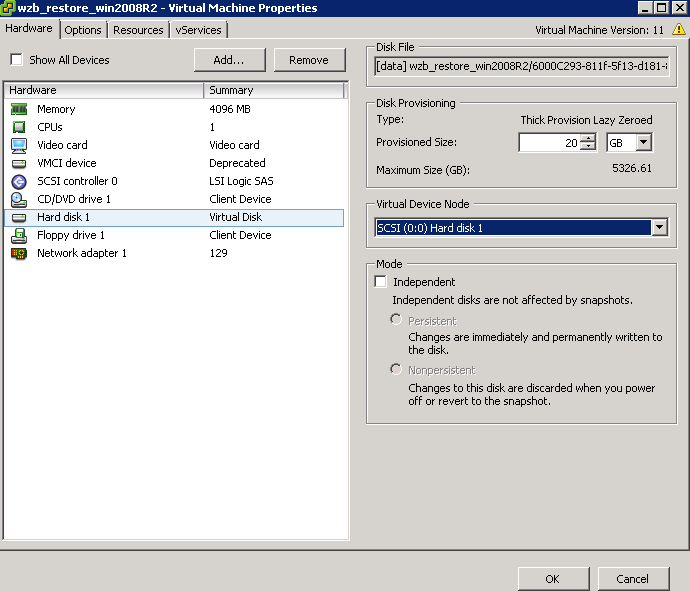 wzb_restore_win2008R2 - Virtual Machine Properties
Hardware Options Resources vServices
Virtual Machine Version: 11
Show All Devices
Add...
Remove
Hardware Summary
Memory 4096 MB
CPUs 1
Video card Video card
VMCI device Deprecated
SCSI controller 0 LSI Logic SAS
CD/DVD drive 1 Client Device
Hard disk 1 Virtual Disk
Floppy drive 1 Client Device
Network adapter 1 129
Disk File
[data] wzb_restore_win2008R2/6000C293-811f-5f13-d181-
Disk Provisioning
Type: Thick Provision Lazy Zeroed
Provisioned Size: 20 GB
Maximum Size (GB): 5326.61
Virtual Device Node
SCSI (0:0) Hard disk 1
Mode
Independent
Independent disks are not affected by snapshots.
Persistent
Changes are immediately and permanently written to
the disk.
Nonpersistent
Changes to this disk are discarded when you power
off or revert to the snapshot.
OK
Cancel